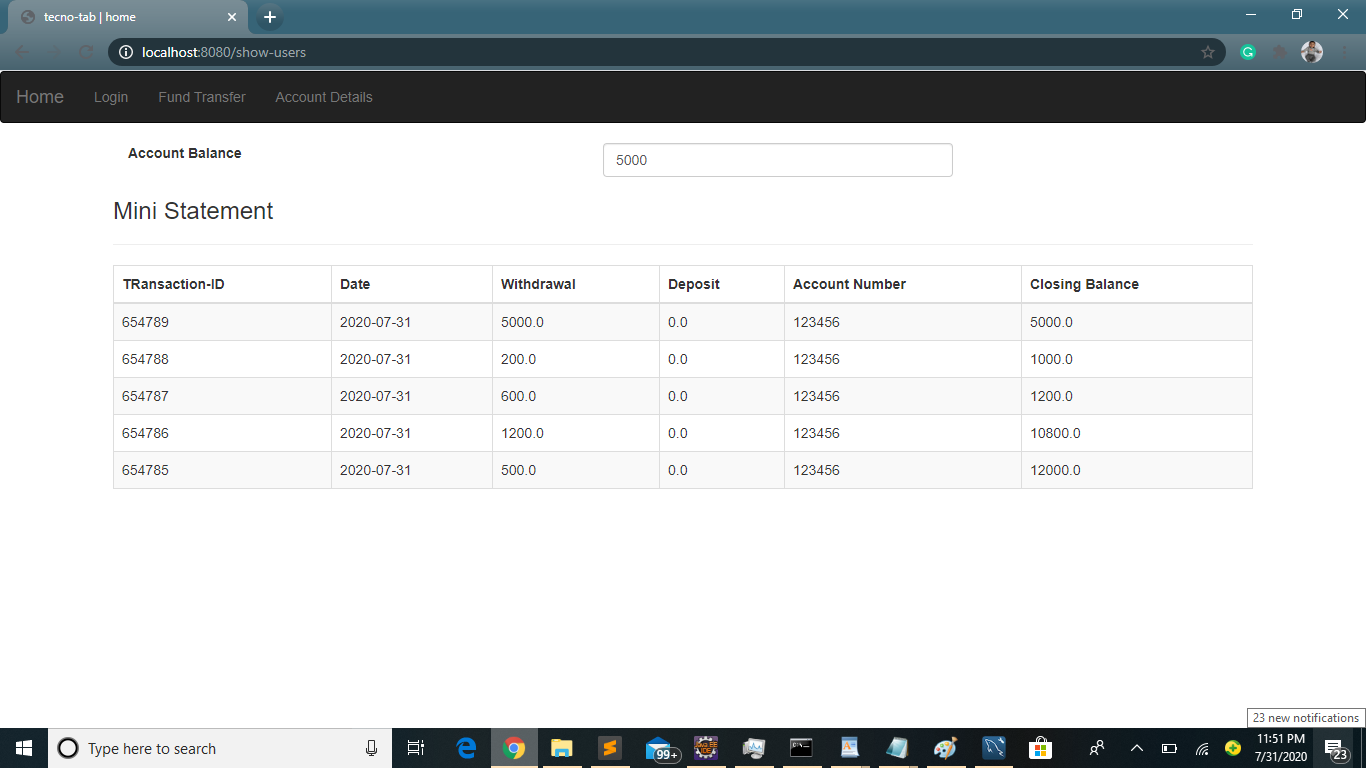 tecno-tab | home
localhost:8080/show-users
G
Home Login Fund Transfer Account Details
Account Balance 5000
Mini Statement
TRansaction-ID Date Withdrawal Deposit Account Number Closing Balance
654789 2020-07-31 5000.0 0.0 123456 5000.0
654788 2020-07-31 200.0 0.0 123456 1000.0
654787 2020-07-31 600.0 0.0 123456 1200.0
654786 2020-07-31 1200.0 0.0 123456 10800.0
654785 2020-07-31 500.0 0.0 123456 12000.0
23 new notifications
Type here to search
99+
11:51 PM
7/31/2020
23